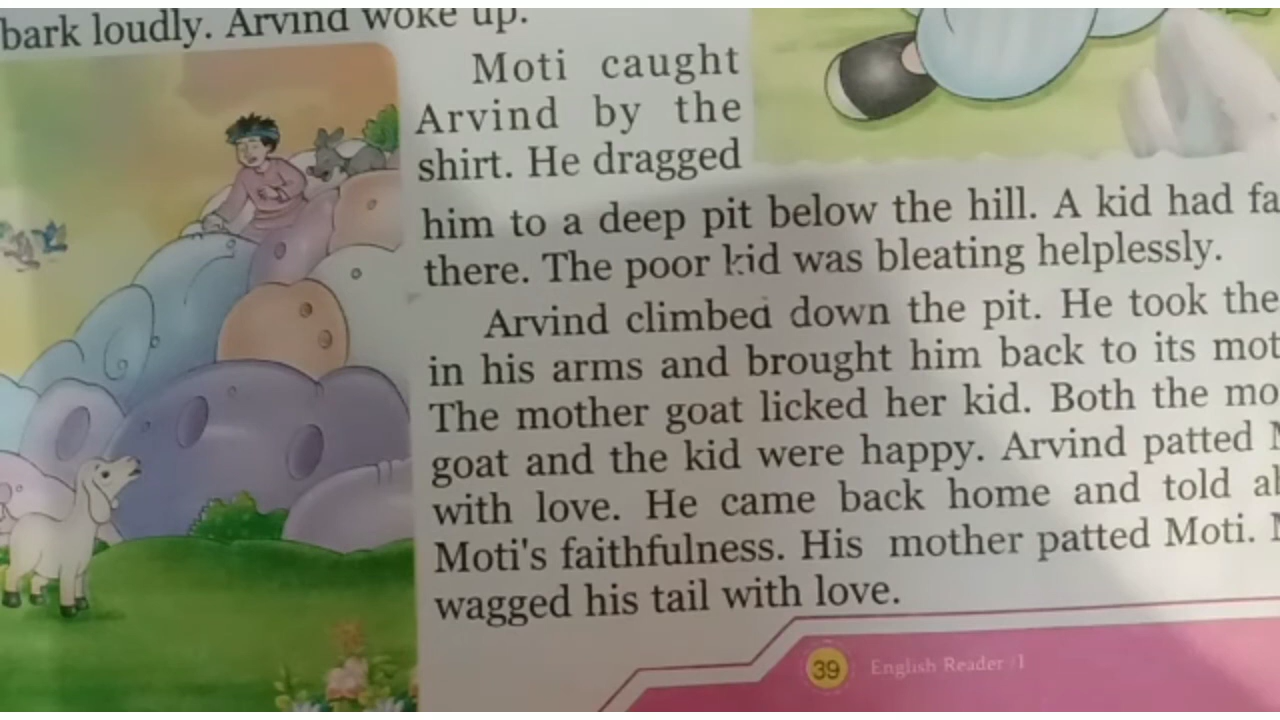 bark loudly. Arvind woke up.
Moti caught
Arvind by the
shirt. He dragged
him to a deep pit below the hill. A kid had
there. The poor kid was bleating helplessly.
Arvind climbed down the pit. He took the
in his arms and brought him back to its
The mother goat licked her kid. Both the
goat and the kid were happy. Arvind patted
with love. He came back home and told
Moti's faithfulness. His mother patted Moti.
wagged his tail with love.
39 English Reader 1